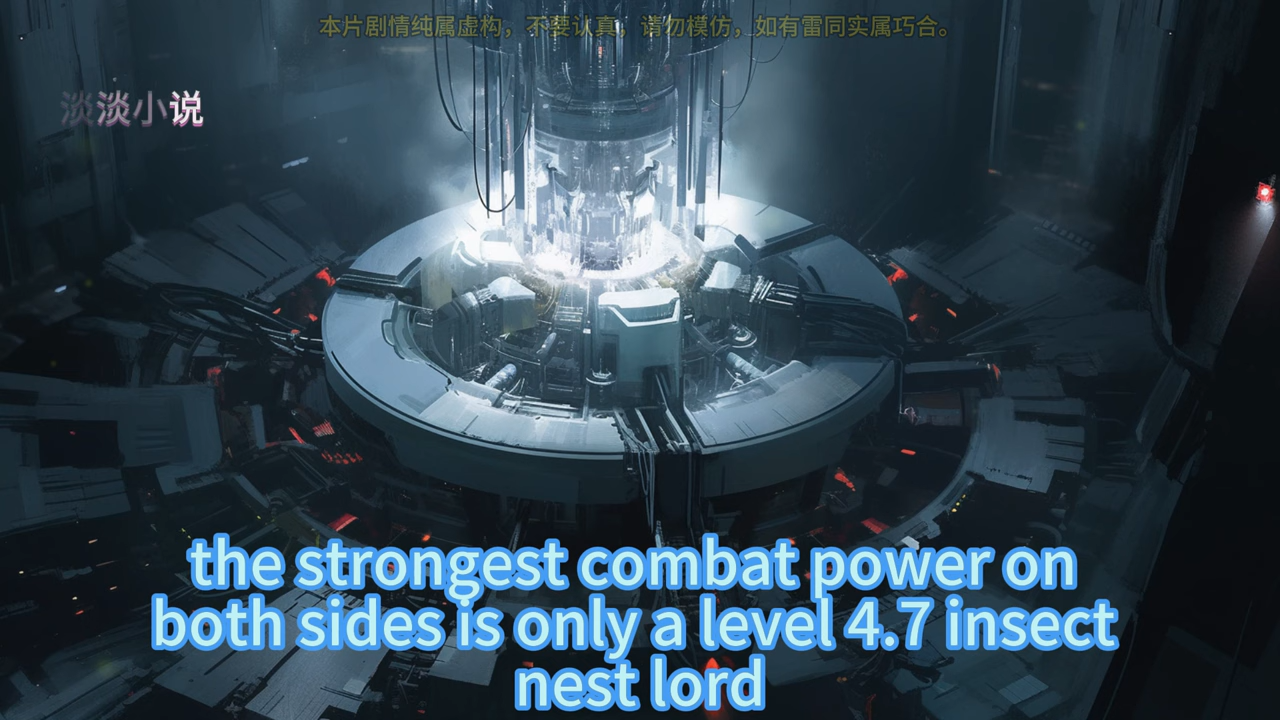 本片剧情纯属虚构，不要认真，请勿模仿，如有雷同实属巧合。
淡淡小说
the strongest combat power on
both sides is only a level 4.7 insect
nest lord